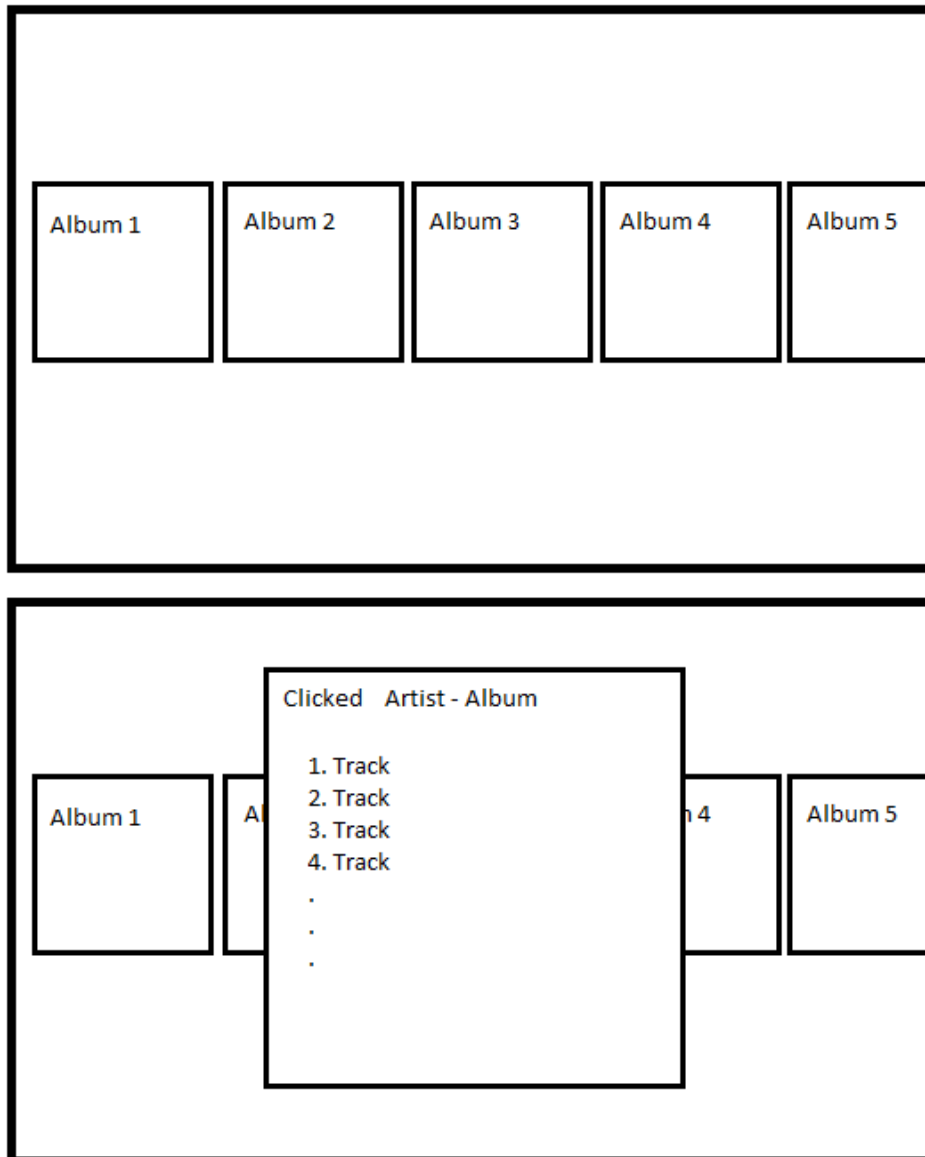 Album 1
Album 2
Album 3
Album 4
Album 5
Clicked Artist - Album
1. Track
2. Track
3. Track
4. Track
.
.
.
Album 1
Al
n 4
Album 5